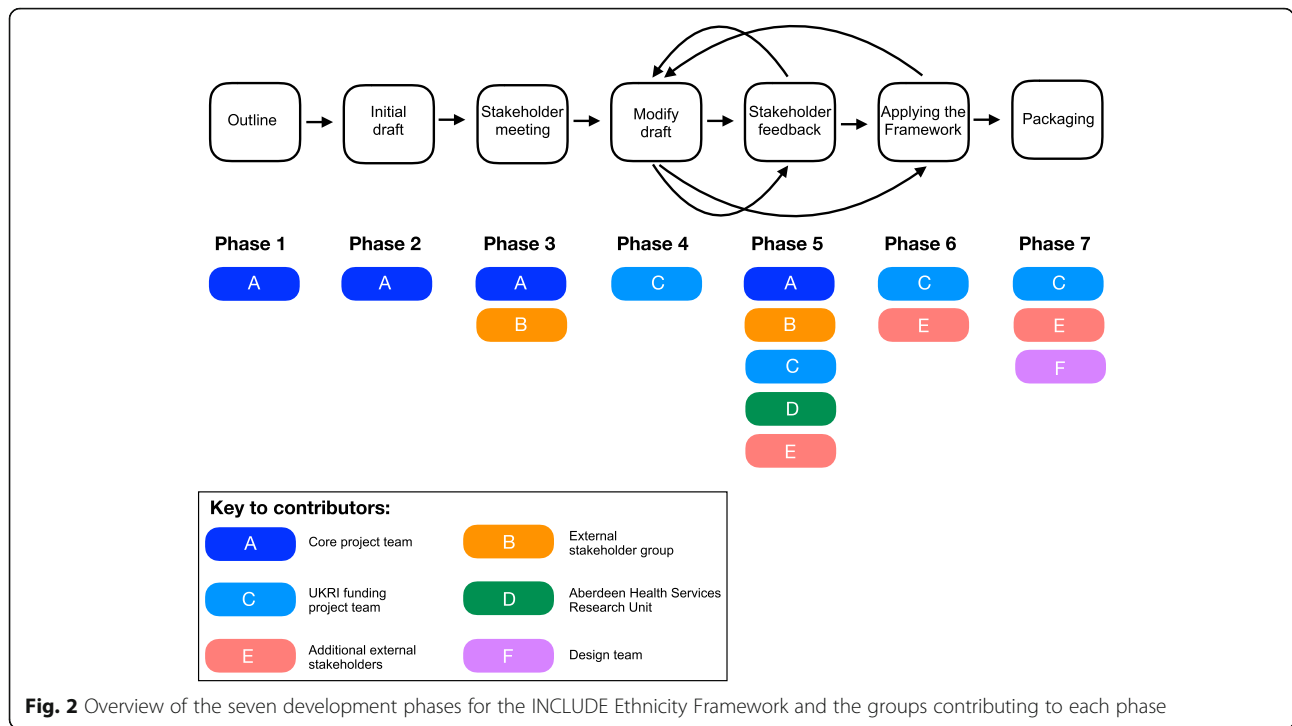 Outline
Initial
draft
Stakeholder
meeting
Modify
draft
Stakeholder
feedback
Applying the
Framework
Packaging
Phase 1
Phase 2
Phase 3
Phase 4
Phase 5
Phase 6
Phase 7
A
A
A
C
A
C
C
B
B
E
E
C
F
D
E
Key to contributors:
A
Core project team
B
External
stakeholder group
C
UKRI funding
project team
D
Aberdeen Health Services
Research Unit
E
Additional external
stakeholders
F
Design team
Fig. 2 Overview of the seven development phases for the INCLUDE Ethnicity Framework and the groups contributing to each phase